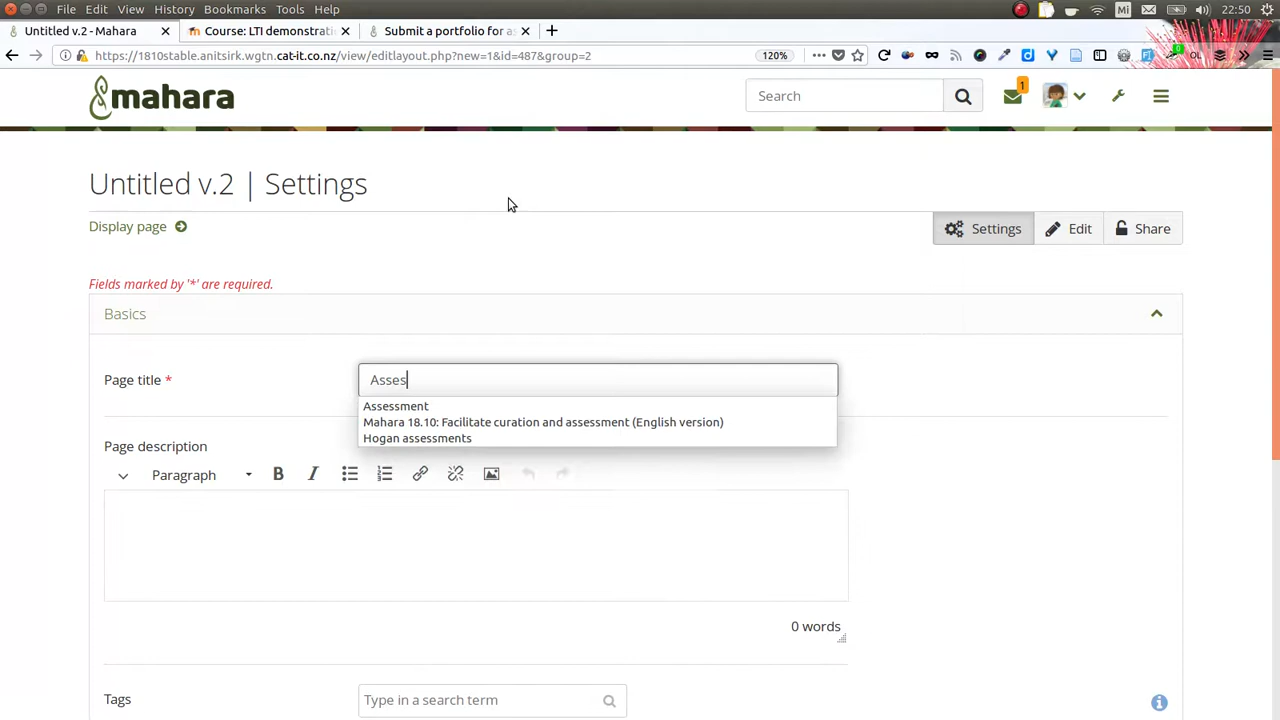 File Edit View History Bookmarks Tools Help
Mi 22:50
Untitled v.2 - Mahara × Course: LTI demonstrati × Submit a portfolio for as ×
https://1810stable.anitsirk.wgtn.cat-it.co.nz/view/editlayout.php?new=1&id=487&group=2 120%
mahara Search 1
Untitled v.2 | Settings
Display page Settings Edit Share
Fields marked by '*' are required.
Basics
Page title * Asses
Assessment
Mahara 18.10: Facilitate curation and assessment (English version)
Hogan assessments
Page description
Paragraph B I
0 words
Tags Type in a search term